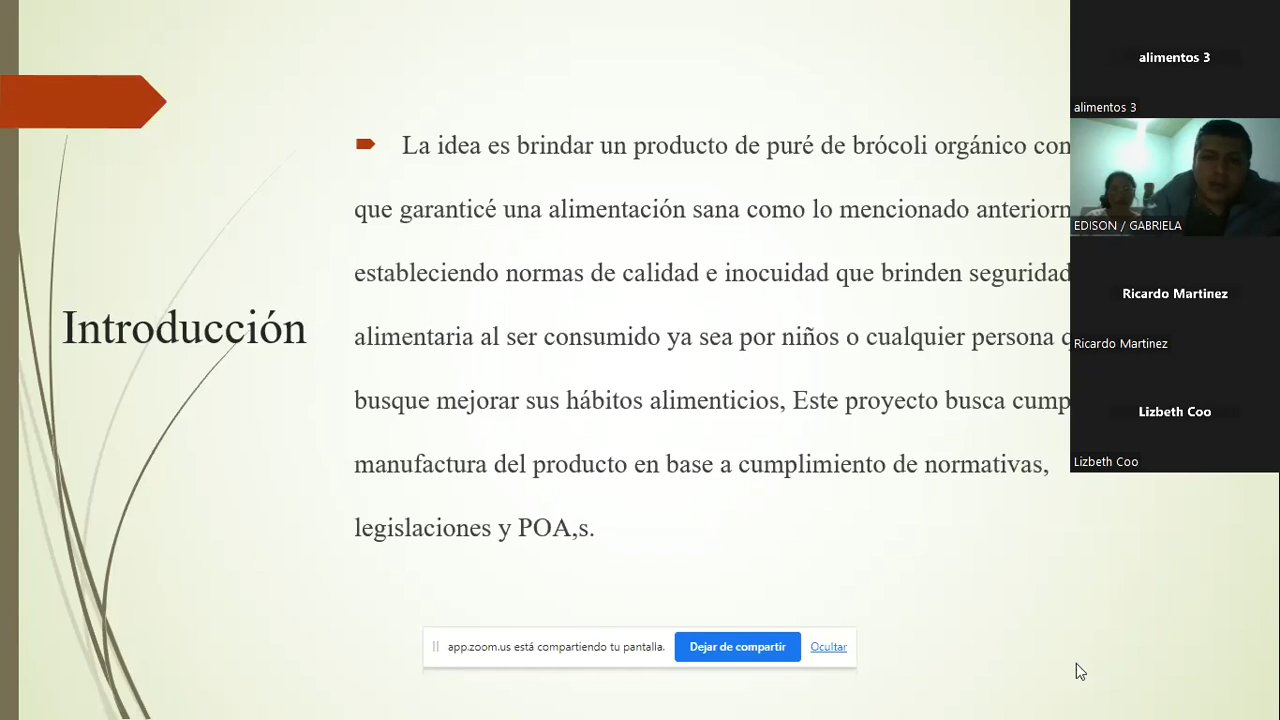 Introducción
La idea es brindar un producto de puré de brócoli orgánico con
que garanticé una alimentación sana como lo mencionado
estableciendo normas de calidad e inocuidad que brinden seguridad
alimentaria al ser consumido ya sea por niños o cualquier persona
busque mejorar sus hábitos alimenticios, Este proyecto busca
manufactura del producto en base a cumplimiento de normativas,
legislaciones y POA,s.
app.zoom.us está compartiendo tu pantalla.
Dejar de compartir
Ocultar
alimentos 3
alimentos 3
EDISON / GABRIELA
Ricardo Martinez
Ricardo Martinez
Lizbeth Coo
Lizbeth Coo